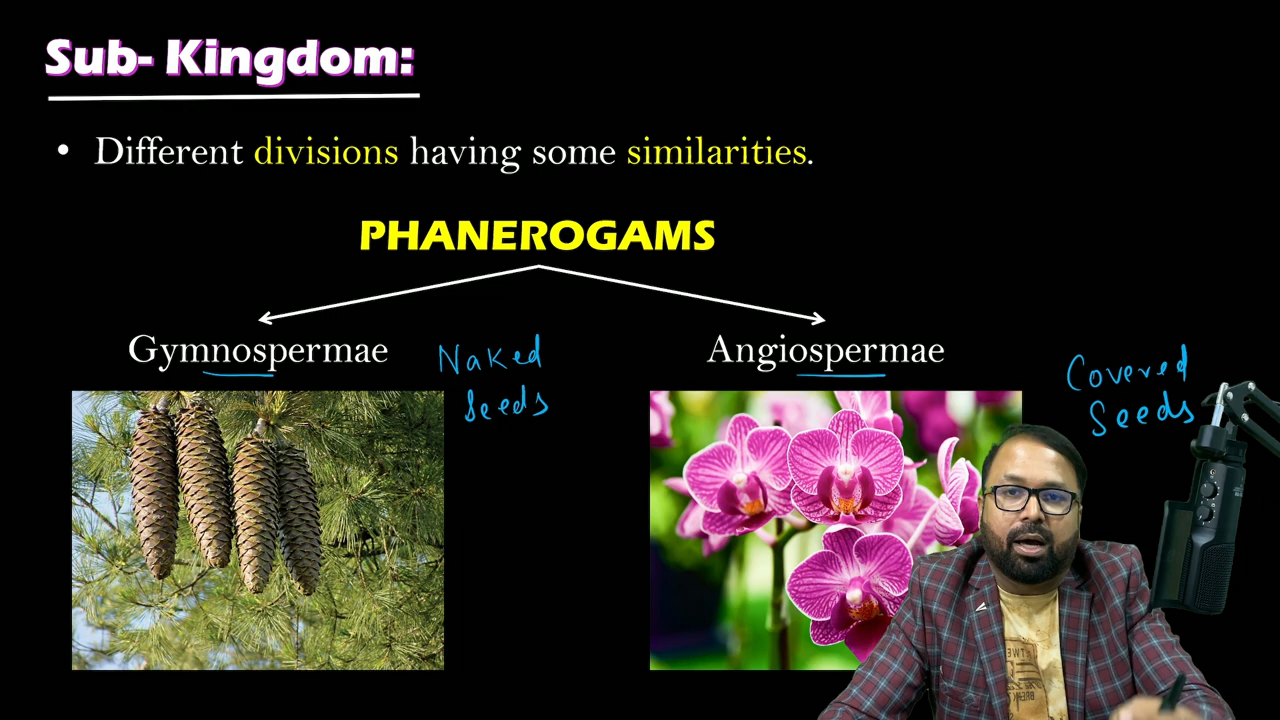 Sub- Kingdom:
• Different divisions having some similarities.
PHANEROGAMS
Gymnospermae
Naked
Seeds
Angiospermae
Covered
Seeds